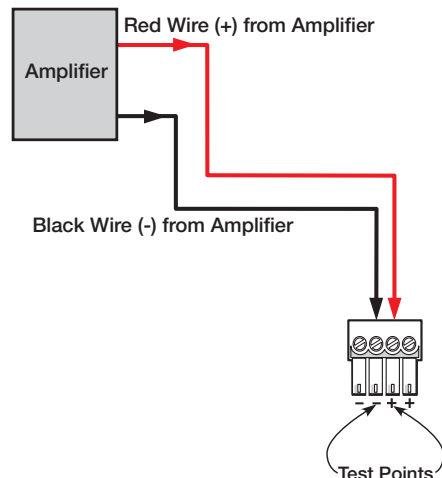 Red Wire (+) from Amplifier
Amplifier
Black Wire (-) from Amplifier
- - + +
Test Points